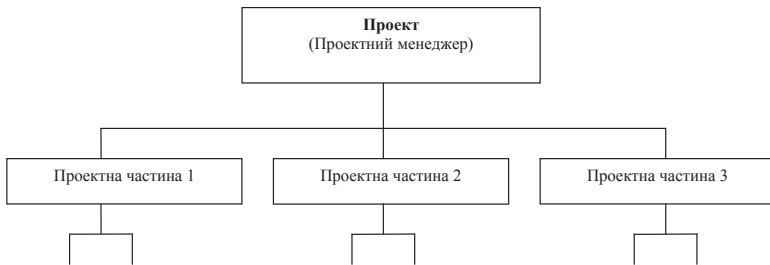 Проект
(Проектний менеджер)
Проектна частина 1
Проектна частина 2
Проектна частина 3